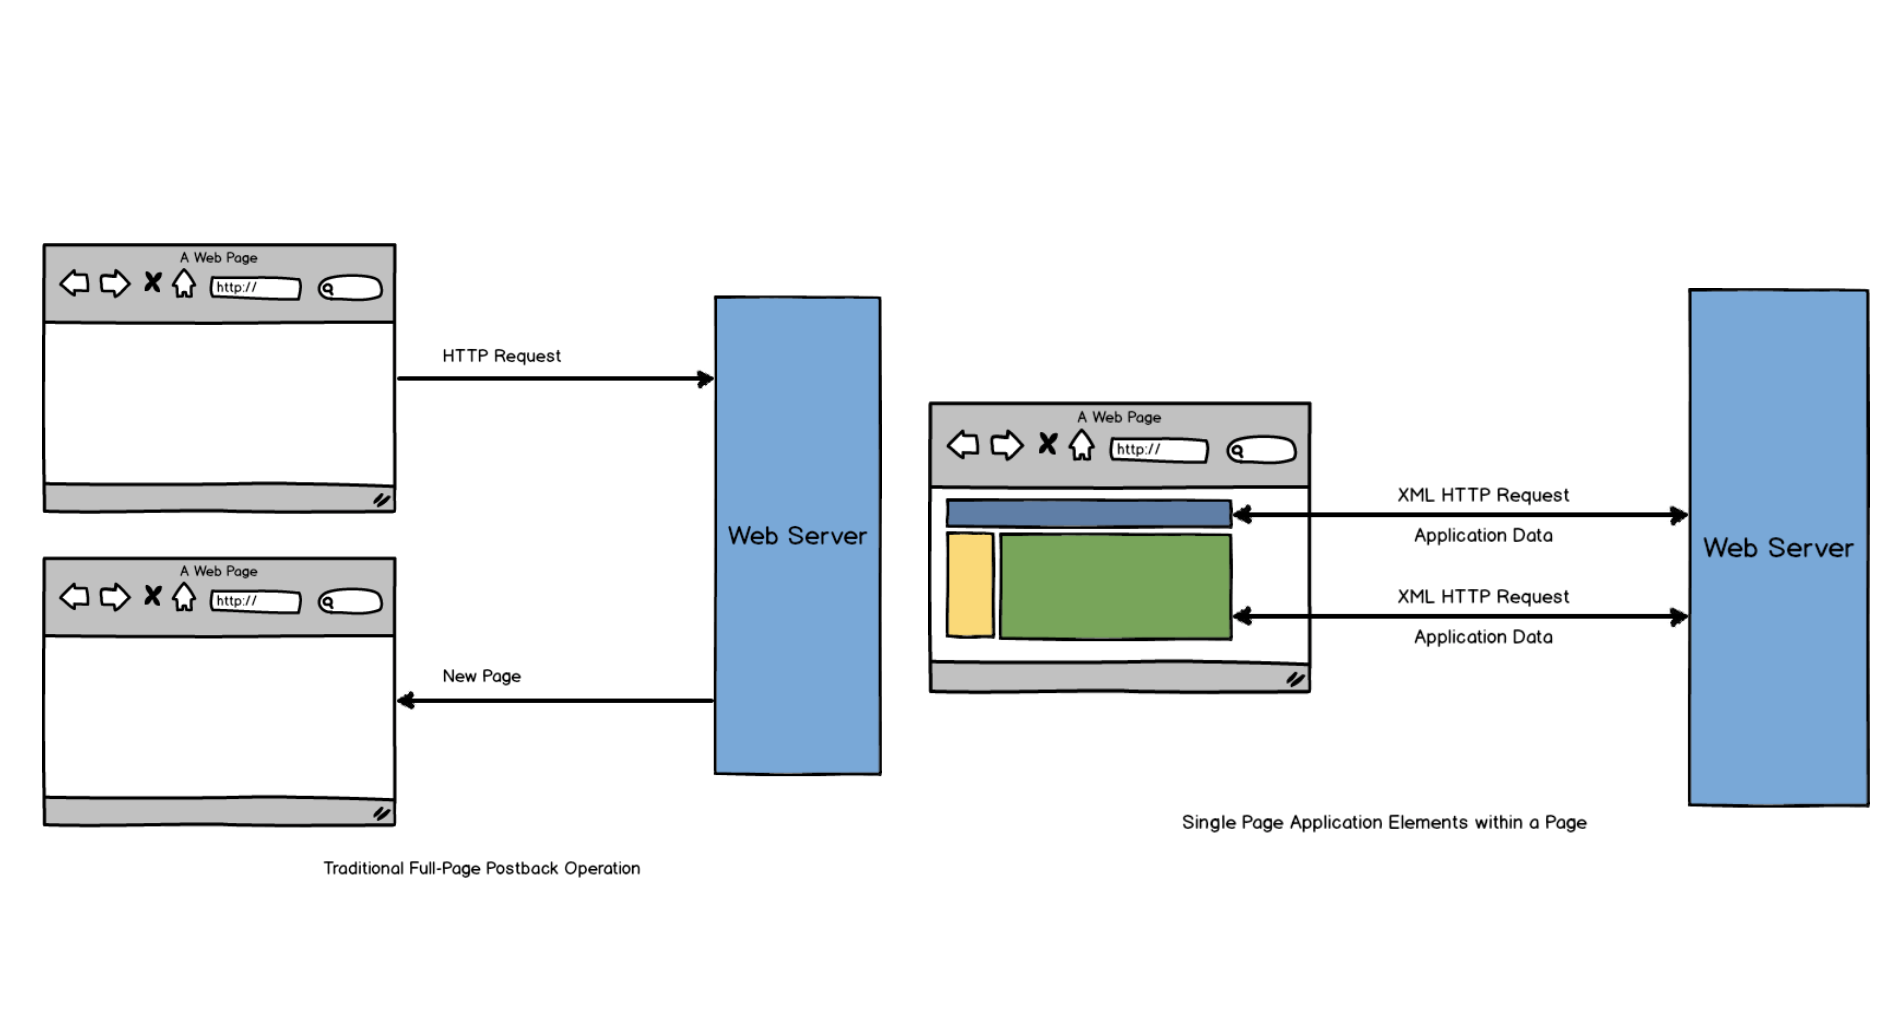 A Web Page
http://
HTTP Request
Web Server
A Web Page
http://
New Page
Traditional Full-Page Postback Operation
A Web Page
http://
XML HTTP Request
Application Data
XML HTTP Request
Application Data
Web Server
Single Page Application Elements within a Page